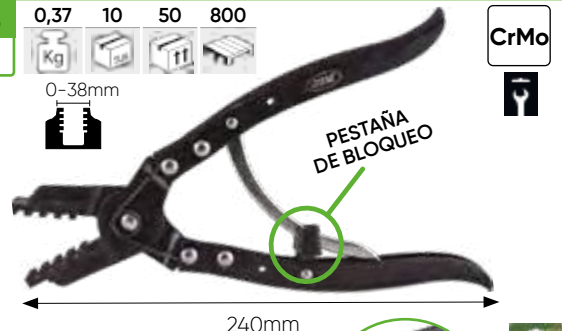 0,37 10 50 800
Kg
CrMo
0-38mm
PESTAÑA
DE BLOQUEO
240mm